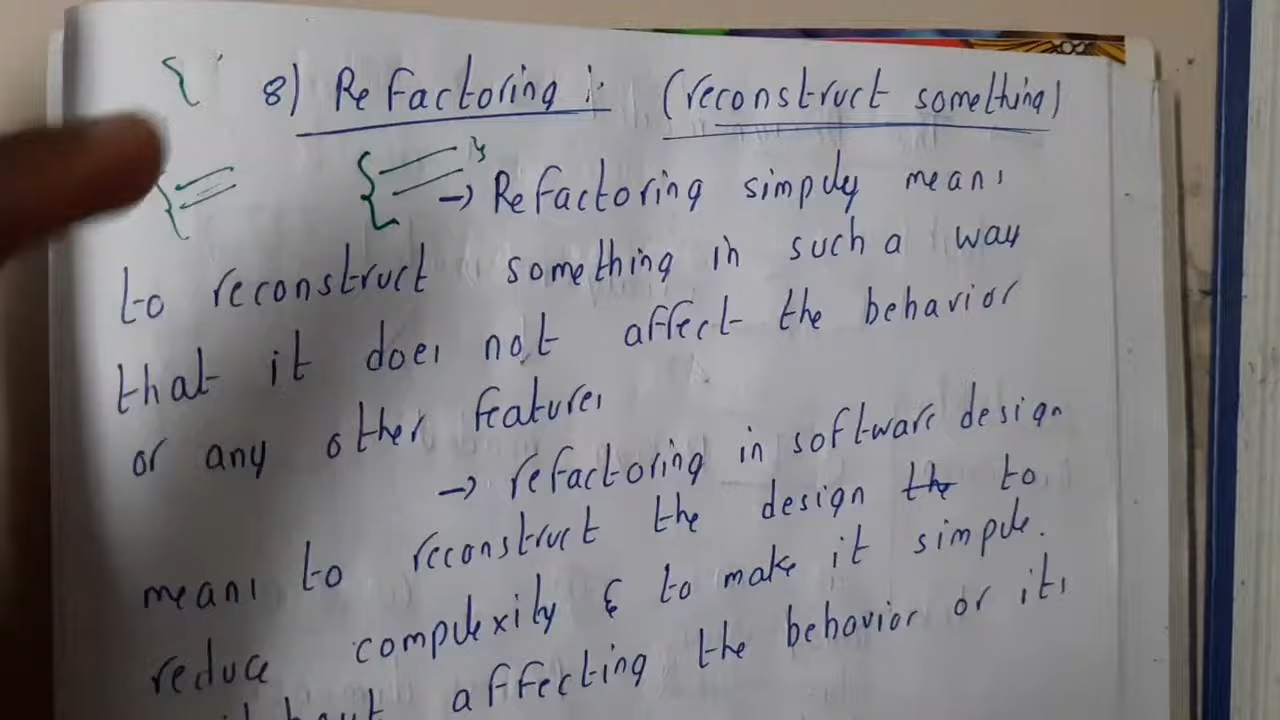 8) Refactoring : (reconstruct something)
→ Refactoring simply means
to reconstruct something in such a way
that it does not affect the behavior
or any other features
→ refactoring in software design
means to reconstruct the design the to
reduce complexity & to make it simple.
without affecting the behavior or its